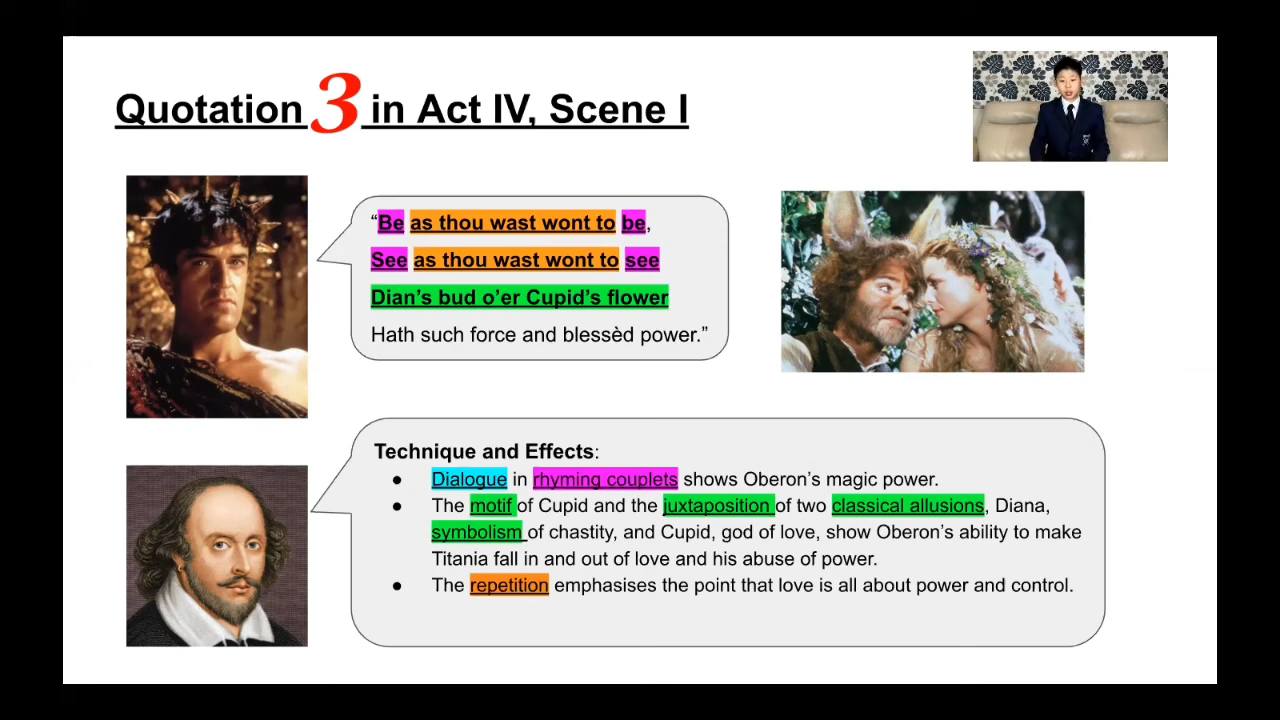 Quotation 3 in Act IV, Scene I
“Be as thou wast wont to be,
See as thou wast wont to see
Dian’s bud o’er Cupid’s flower
Hath such force and blessèd power.”
Technique and Effects:
● Dialogue in rhyming couplets shows Oberon’s magic power.
● The motif of Cupid and the juxtaposition of two classical allusions, Diana,
symbolism of chastity, and Cupid, god of love, show Oberon’s ability to make
Titania fall in and out of love and his abuse of power.
● The repetition emphasises the point that love is all about power and control.